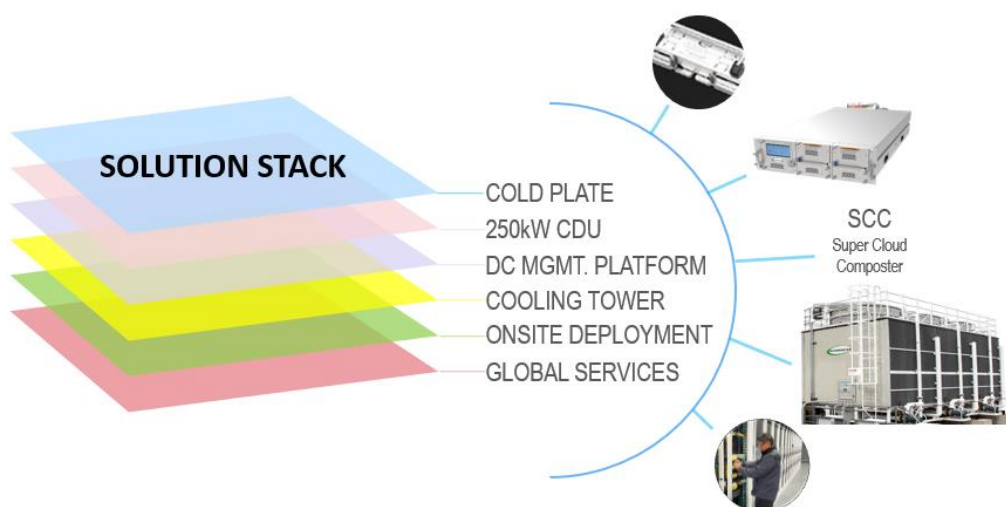 SOLUTION STACK
COLD PLATE
250kW CDU
DC MGMT. PLATFORM
COOLING TOWER
ONSITE DEPLOYMENT
GLOBAL SERVICES
SCC
Super Cloud
Composter